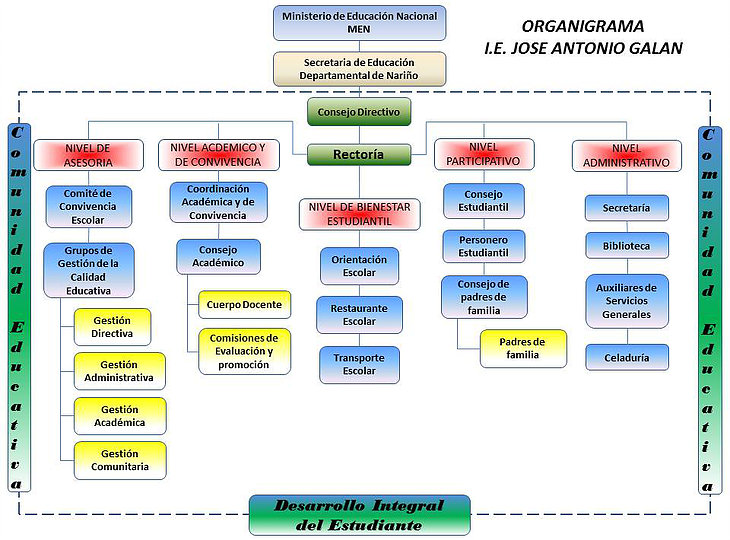 ORGANIGRAMA
I.E. JOSE ANTONIO GALAN
Ministerio de Educación Nacional
MEN
Secretaria de Educación
Departamental de Nariño
Consejo Directivo
Rectoría
Comunidad Educativa
NIVEL DE
ASESORIA
Comité de
Convivencia
Escolar
Grupos de
Gestión de la
Calidad
Educativa
Gestión
Directiva
Gestión
Administrativa
Gestión
Académica
Gestión
Comunitaria
NIVEL ACDEMICO Y
DE CONVIVENCIA
Coordinación
Académica y de
Convivencia
Consejo
Académico
Cuerpo Docente
Comisiones de
Evaluación y
promoción
NIVEL DE BIENESTAR
ESTUDIANTIL
Orientación
Escolar
Restaurante
Escolar
Transporte
Escolar
NIVEL
PARTICIPATIVO
Consejo
Estudiantil
Personero
Estudiantil
Consejo de
padres de
familia
Padres de
familia
NIVEL
ADMINISTRATIVO
Secretaría
Biblioteca
Auxiliares de
Servicios
Generales
Celaduría
Comunidad Educativa
Desarrollo Integral
del Estudiante